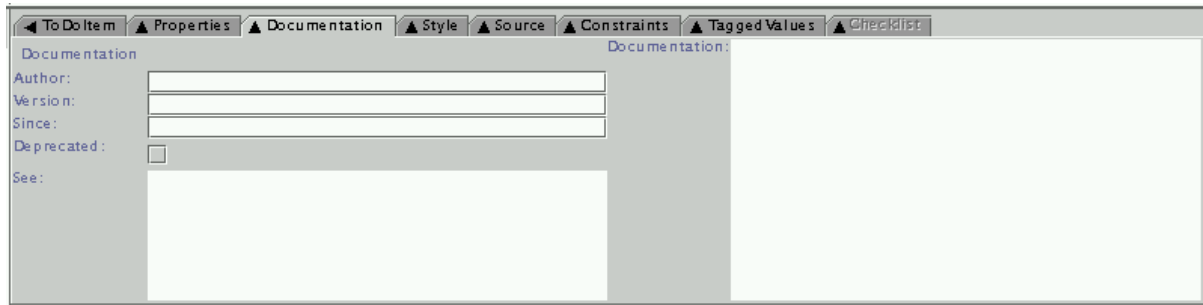 ToDoItem Properties Documentation Style Source Constraints Tagged Values Checklist
Documentation
Author:
Version:
Since:
Deprecated:
See:
Documentation: